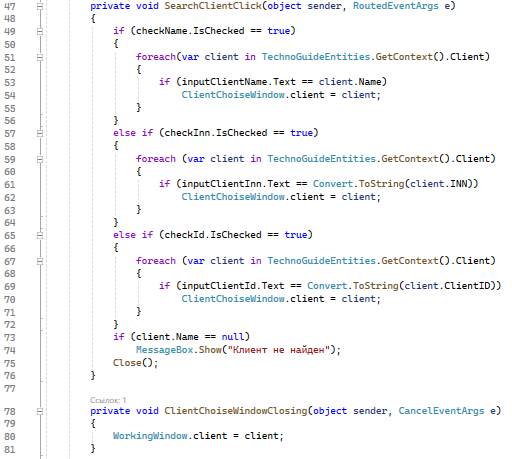 47 private void SearchClientClick(object sender, RoutedEventArgs e)
48 {
49 if (checkName.IsChecked == true)
50 {
51 foreach(var client in TechnoGuideEntities.GetContext().Client)
52 {
53 if (inputClientName.Text == client.Name)
54 ClientChoiseWindow.client = client;
55 }
56 }
57 else if (checkInn.IsChecked == true)
58 {
59 foreach (var client in TechnoGuideEntities.GetContext().Client)
60 {
61 if (inputClientInn.Text == Convert.ToString(client.INN))
62 ClientChoiseWindow.client = client;
63 }
64 }
65 else if (checkId.IsChecked == true)
66 {
67 foreach (var client in TechnoGuideEntities.GetContext().Client)
68 {
69 if (inputClientId.Text == Convert.ToString(client.ClientID))
70 ClientChoiseWindow.client = client;
71 }
72 }
73 if (client.Name == null)
74 MessageBox.Show("Клиент не найден");
75 Close();
76 }
77
Ссылок: 1
78 private void ClientChoiseWindowClosing(object sender, CancelEventArgs e)
79 {
80 WorkingWindow.client = client;
81 }